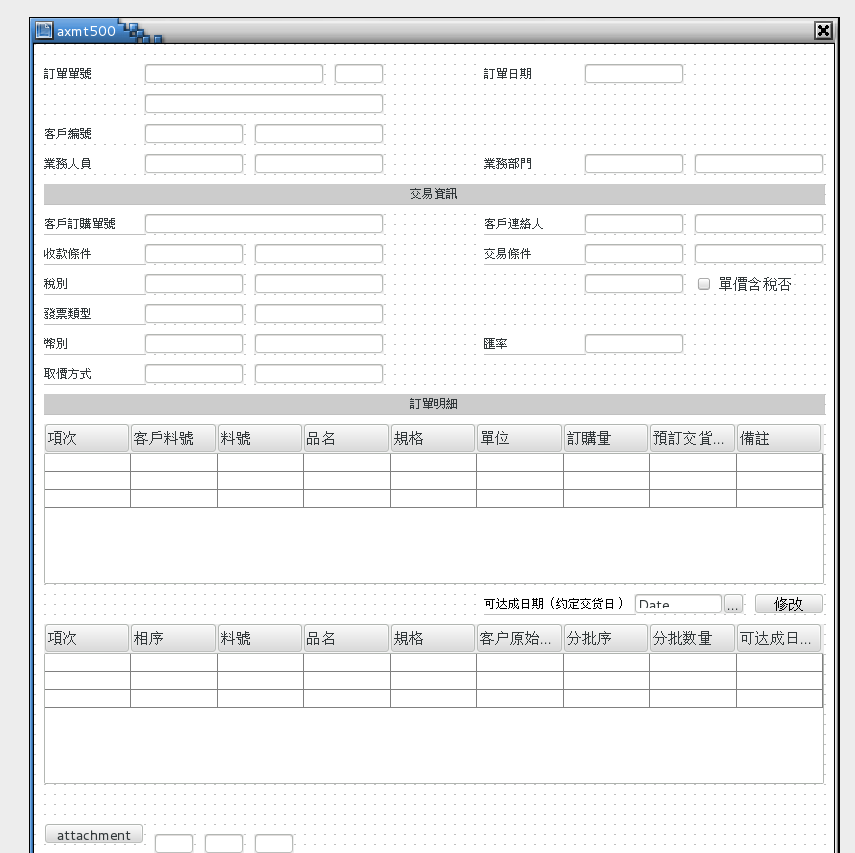 axmt500
訂單單號 訂單日期
客戶編號
業務人員 業務部門
交易資訊
客戶訂購單號 客戶連絡人
收款條件 交易條件
稅別 單價含稅否
發票類型
幣別 匯率
取價方式
訂單明細
項次 客戶料號 料號 品名 規格 單位 訂購量 預訂交貨... 備註
可达成日期（约定交货日） Date ... 修改
項次 相序 料號 品名 規格 客户原始... 分批序 分批数量 可达成日...
attachment